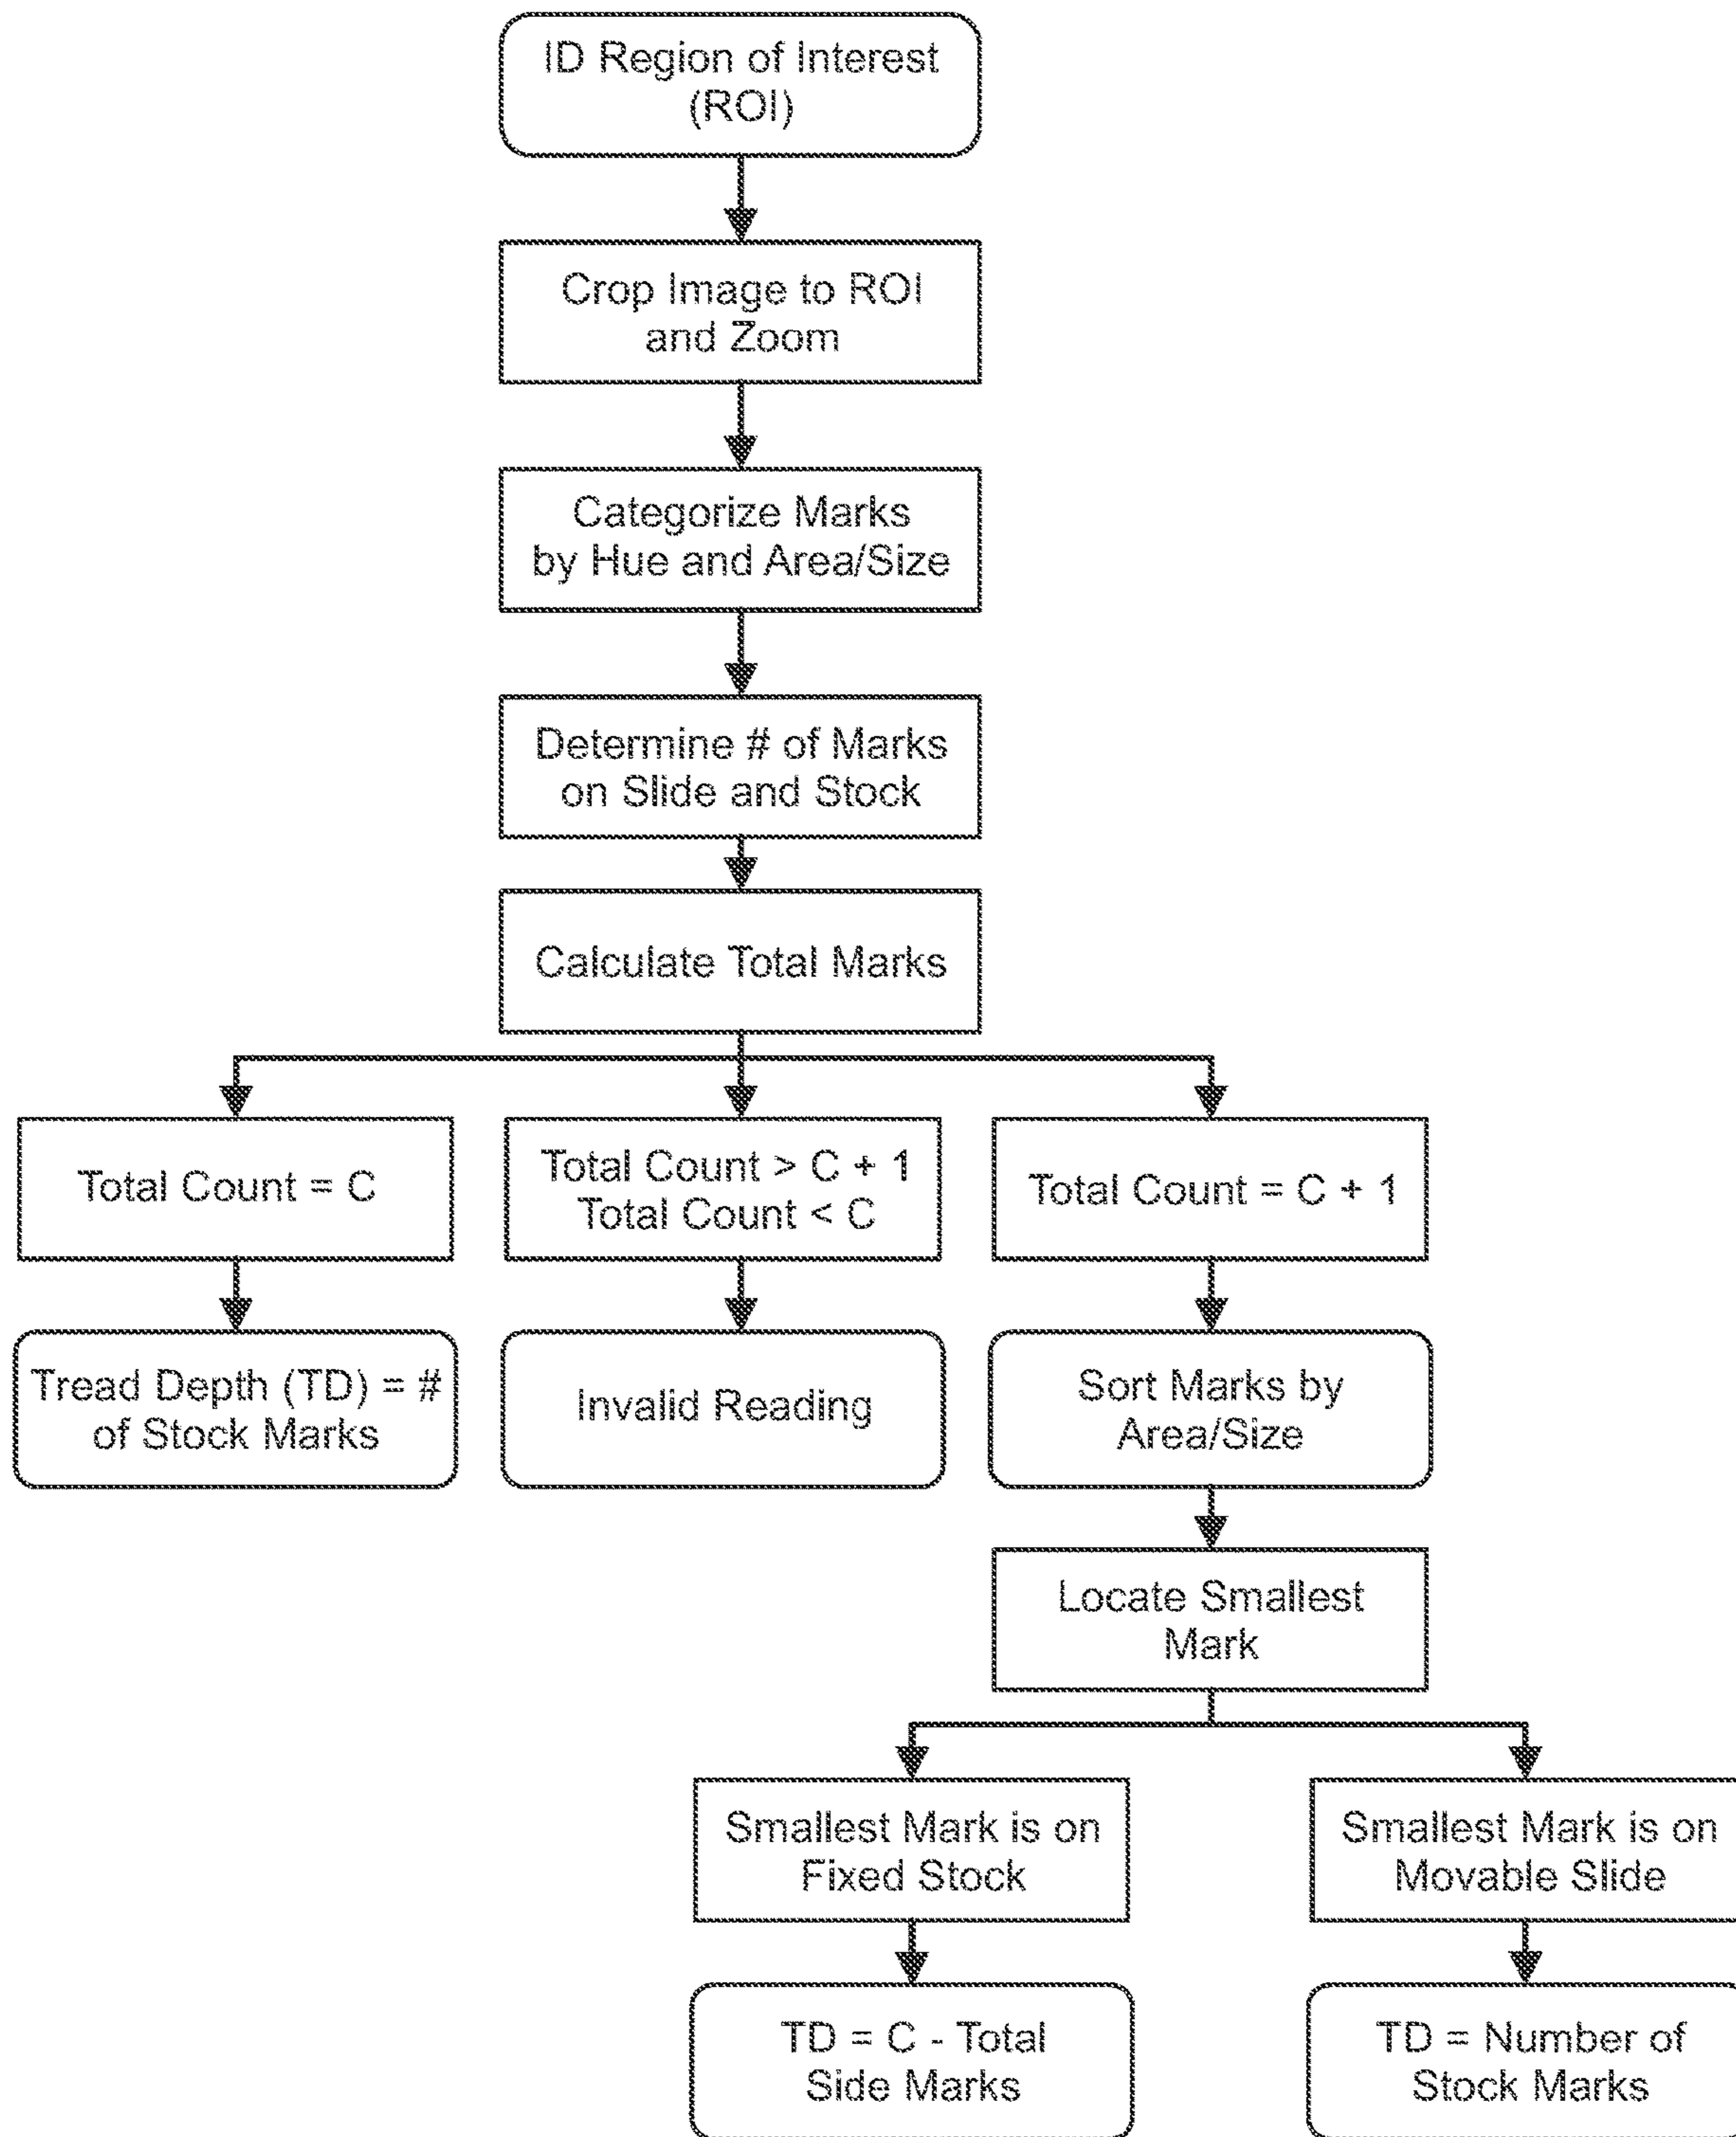 ID Region of Interest
(ROI)
Crop Image to ROI
and Zoom
Categorize Marks
by Hue and Area/Size
Determine # of Marks
on Slide and Stock
Calculate Total Marks
Total Count = C
Total Count > C + 1
Total Count < C
Total Count = C + 1
Tread Depth (TD) = #
of Stock Marks
Invalid Reading
Sort Marks by
Area/Size
Locate Smallest
Mark
Smallest Mark is on
Fixed Stock
Smallest Mark is on
Movable Slide
TD = C - Total
Side Marks
TD = Number of
Stock Marks